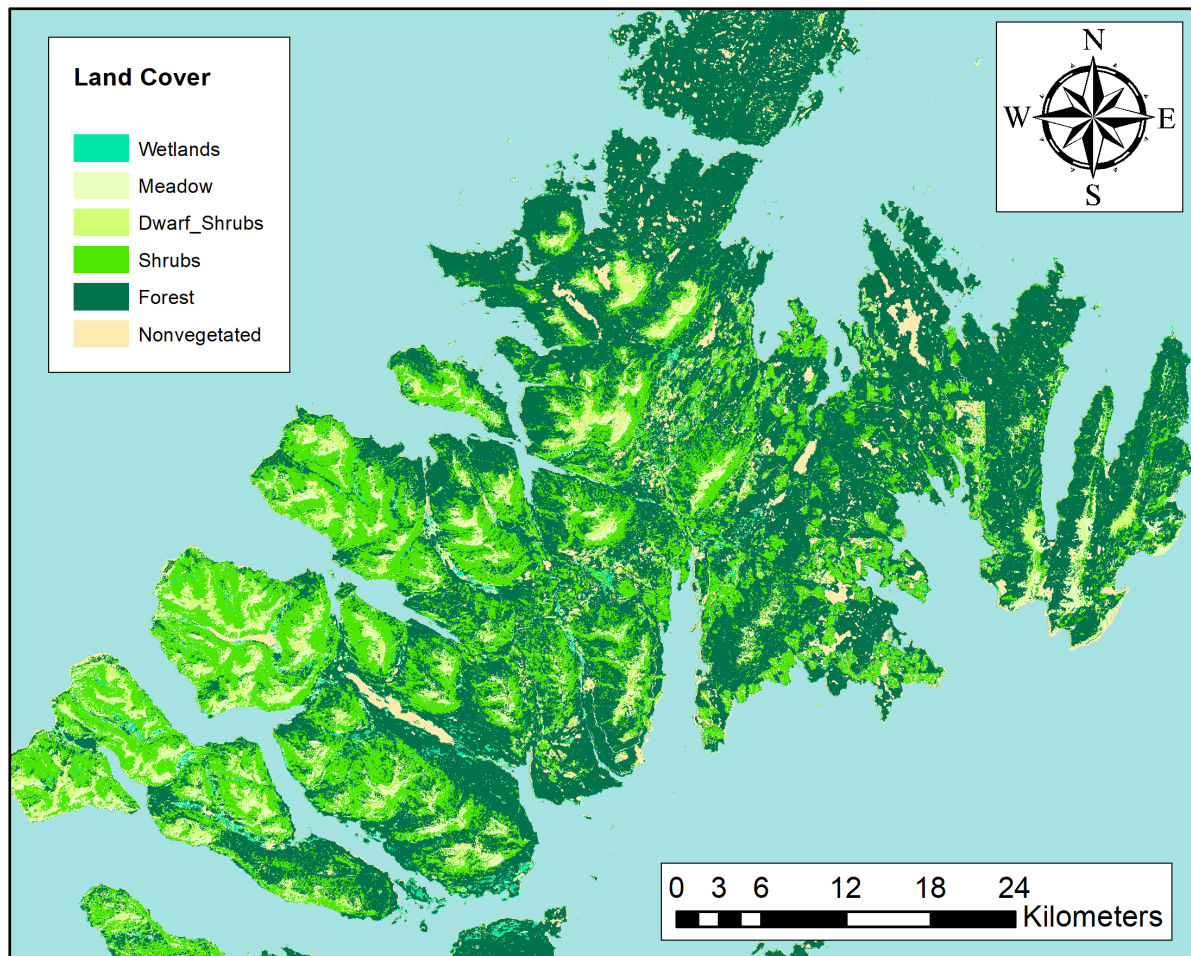 Land Cover
Wetlands
Meadow
Dwarf_Shrubs
Shrubs
Forest
Nonvegetated
N
W E
S
0 3 6 12 18 24
Kilometers